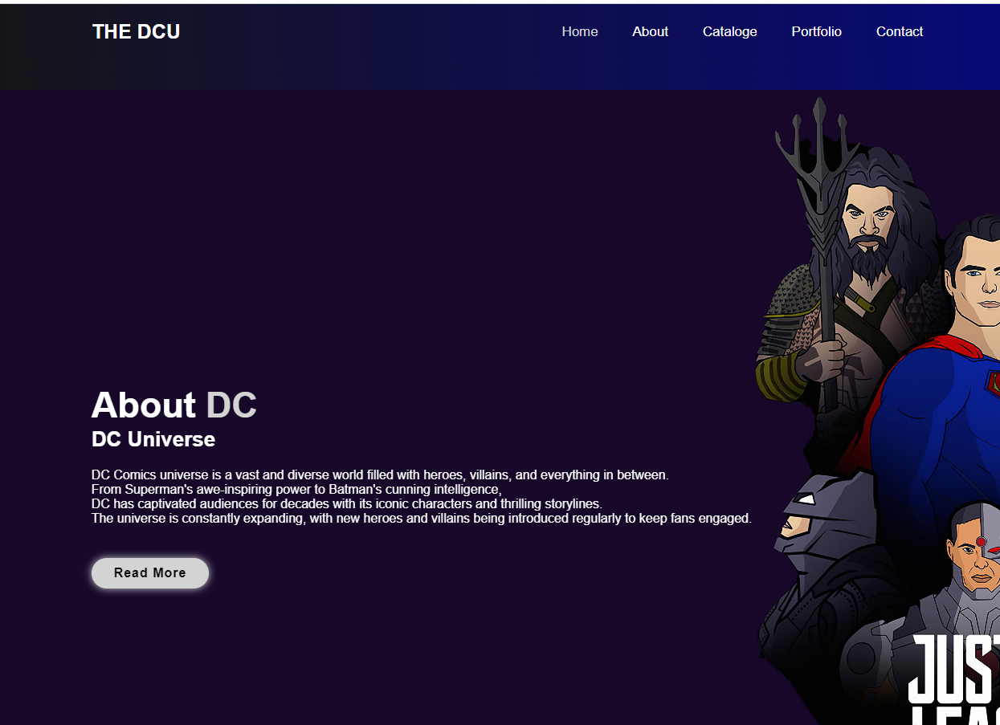 THE DCU
Home About Cataloge Portfolio Contact
About DC
DC Universe
DC Comics universe is a vast and diverse world filled with heroes, villains, and everything in between.
From Superman's awe-inspiring power to Batman's cunning intelligence,
DC has captivated audiences for decades with its iconic characters and thrilling storylines.
The universe is constantly expanding, with new heroes and villains being introduced regularly to keep fans engaged.
Read More
JUS